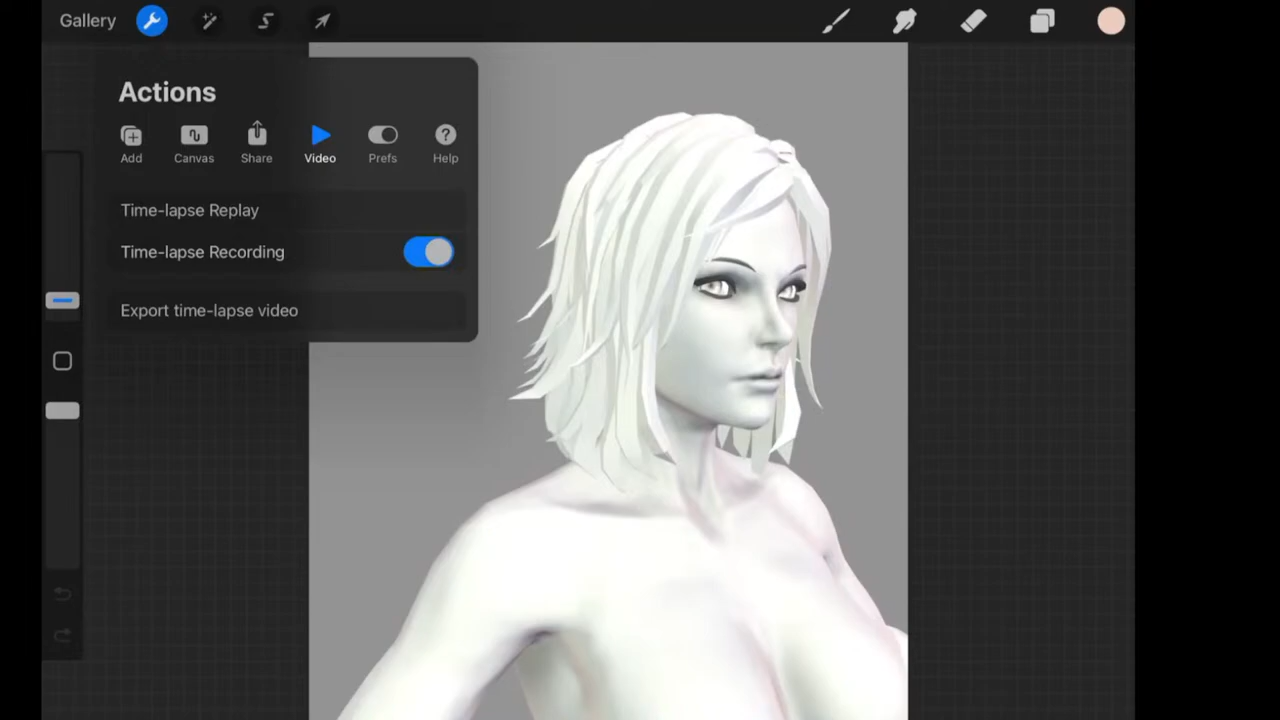 Gallery
Actions
Add Canvas Share Video Prefs Help
Time-lapse Replay
Time-lapse Recording
Export time-lapse video